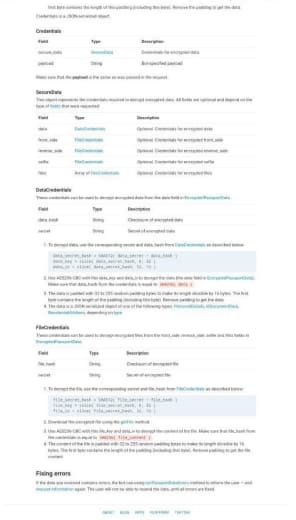 first byte contains the length of this padding (including this byte). Remove the padding to get the data.
Credentials is a JSON-serialized object.
Credentials
Field Type Description
secure_data SecureData Credentials for encrypted data
payload String Bot-specified payload
Make sure that the payload is the same as was passed in the request.
SecureData
This object represents the credentials required to decrypt encrypted data. All fields are optional and depend on the
type of fields that were requested.
Field Type Description
data DataCredentials Optional. Credentials for encrypted data
front_side FileCredentials Optional. Credentials for encrypted front_side
reverse_side FileCredentials Optional. Credentials for encrypted reverse_side
selfie FileCredentials Optional. Credentials for encrypted selfie
files Array of FileCredentials Optional. Credentials for encrypted files
DataCredentials
These credentials can be used to decrypt encrypted data from the data field in EncryptedPassportData.
Field Type Description
data_hash String Checksum of encrypted data
secret String Secret of encrypted data
1. To decrypt data, use the corresponding secret and data_hash from DataCredentials as described below:
data_secret_hash = SHA512( data_secret + data_hash )
data_key = slice( data_secret_hash, 0, 32 )
data_iv = slice( data_secret_hash, 32, 16 )
2. Use AES256-CBC with this data_key and data_iv to decrypt the data (the data field in EncryptedPassportData).
Make sure that data_hash from the credentials is equal to SHA256( data )
3. The data is padded with 32 to 255 random padding bytes to make its length divisible by 16 bytes. The first
byte contains the length of this padding (including this byte). Remove the padding to get the data.
4. The data is a JSON-serialized object of one of the following types: PersonalDetails, IdDocumentData,
ResidentialAddress, depending on type.
FileCredentials
These credentials can be used to decrypt encrypted files from the front_side, reverse_side, selfie and files fields in
EncryptedPassportData.
Field Type Description
file_hash String Checksum of encrypted file
secret String Secret of encrypted file
1. To decrypt the file, use the corresponding secret and file_hash from FileCredentials as described below:
file_secret_hash = SHA512( file_secret + file_hash )
file_key = slice( file_secret_hash, 0, 32 )
file_iv = slice( file_secret_hash, 32, 16 )
2. Download the encrypted file using the getFile method.
3. Use AES256-CBC with this file_key and data_iv to decrypt the content of the file. Make sure that file_hash from
the credentials is equal to SHA256( file_content )
4. The content of the file is padded with 32 to 255 random padding bytes to make its length divisible by 16
bytes. The first byte contains the length of this padding (including that byte). Remove padding to get the file
content.
Fixing errors
If the data you received contains errors, the bot can use setPassportDataErrors method to inform the user — and
request information again. The user will not be able to resend the data, until all errors are fixed.
ABOUT BLOG APPS PLATFORM TWITTER